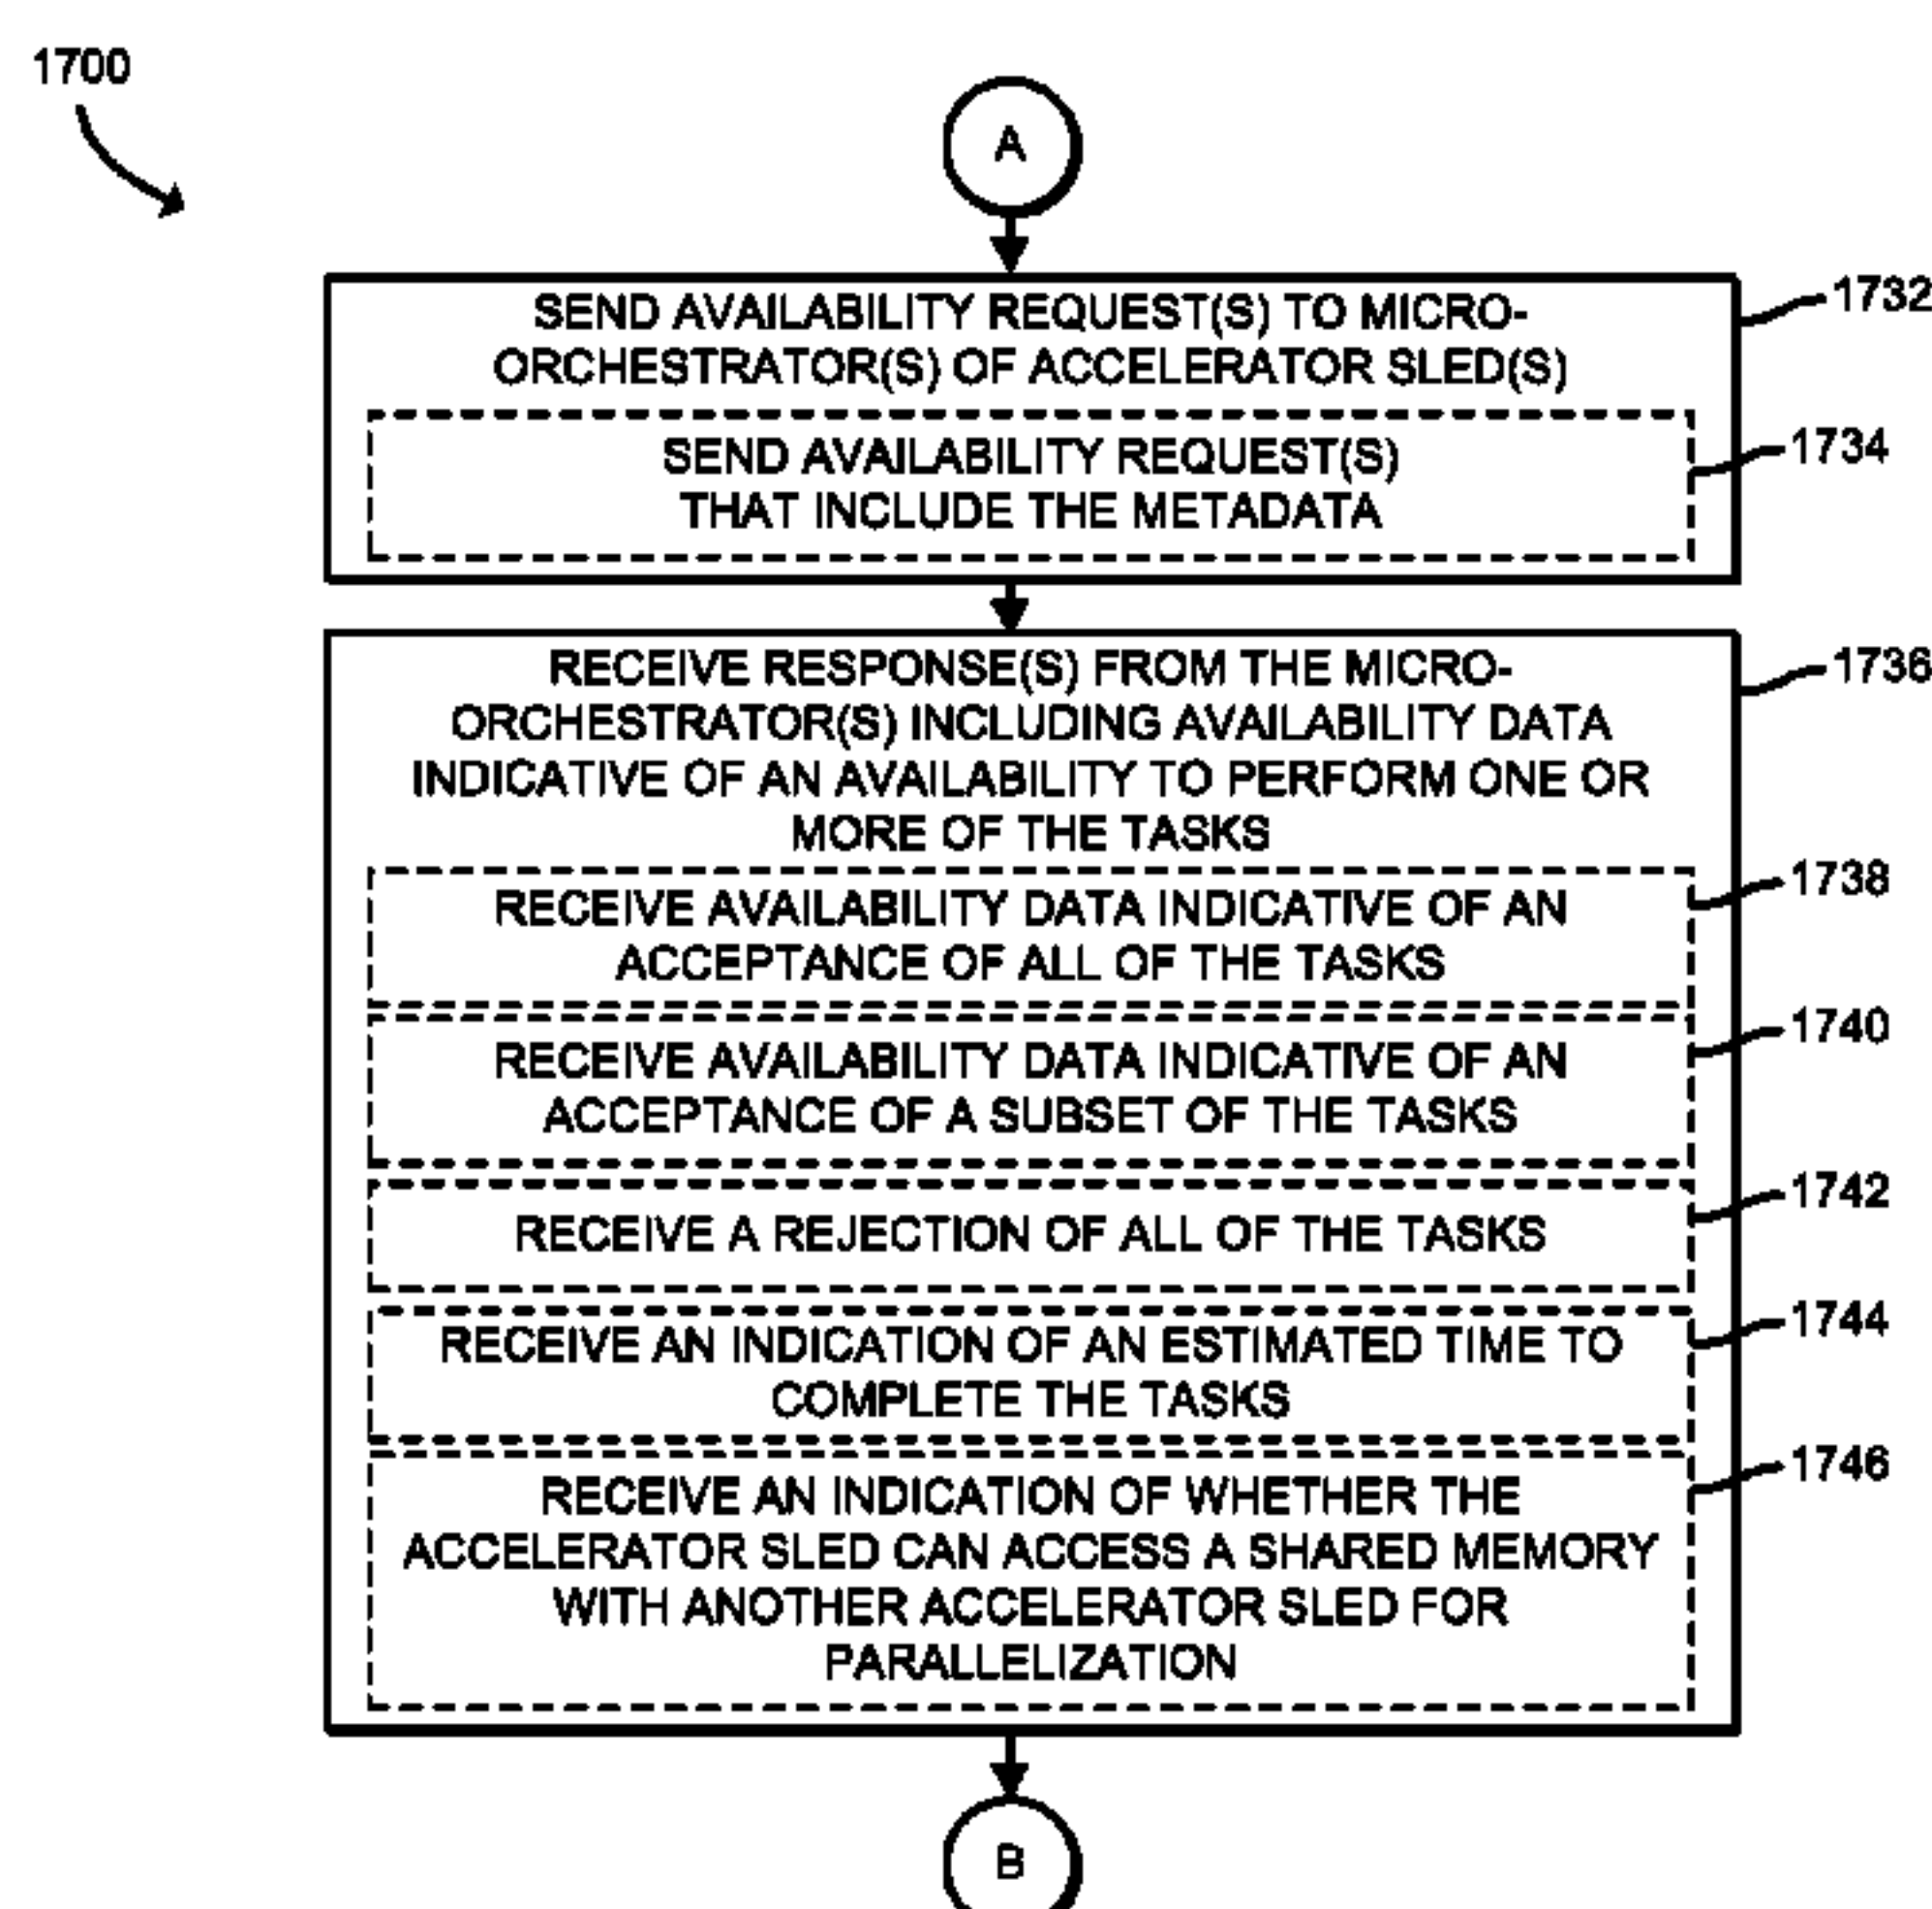 1700
A
SEND AVAILABILITY REQUEST(S) TO MICRO-
ORCHESTRATOR(S) OF ACCELERATOR SLED(S)
1732
SEND AVAILABILITY REQUEST(S)
THAT INCLUDE THE METADATA
1734
RECEIVE RESPONSE(S) FROM THE MICRO-
ORCHESTRATOR(S) INCLUDING AVAILABILITY DATA
INDICATIVE OF AN AVAILABILITY TO PERFORM ONE OR
MORE OF THE TASKS
1736
RECEIVE AVAILABILITY DATA INDICATIVE OF AN
ACCEPTANCE OF ALL OF THE TASKS
1738
RECEIVE AVAILABILITY DATA INDICATIVE OF AN
ACCEPTANCE OF A SUBSET OF THE TASKS
1740
RECEIVE A REJECTION OF ALL OF THE TASKS
1742
RECEIVE AN INDICATION OF AN ESTIMATED TIME TO
COMPLETE THE TASKS
1744
RECEIVE AN INDICATION OF WHETHER THE
ACCELERATOR SLED CAN ACCESS A SHARED MEMORY
WITH ANOTHER ACCELERATOR SLED FOR
PARALLELIZATION
1746
B